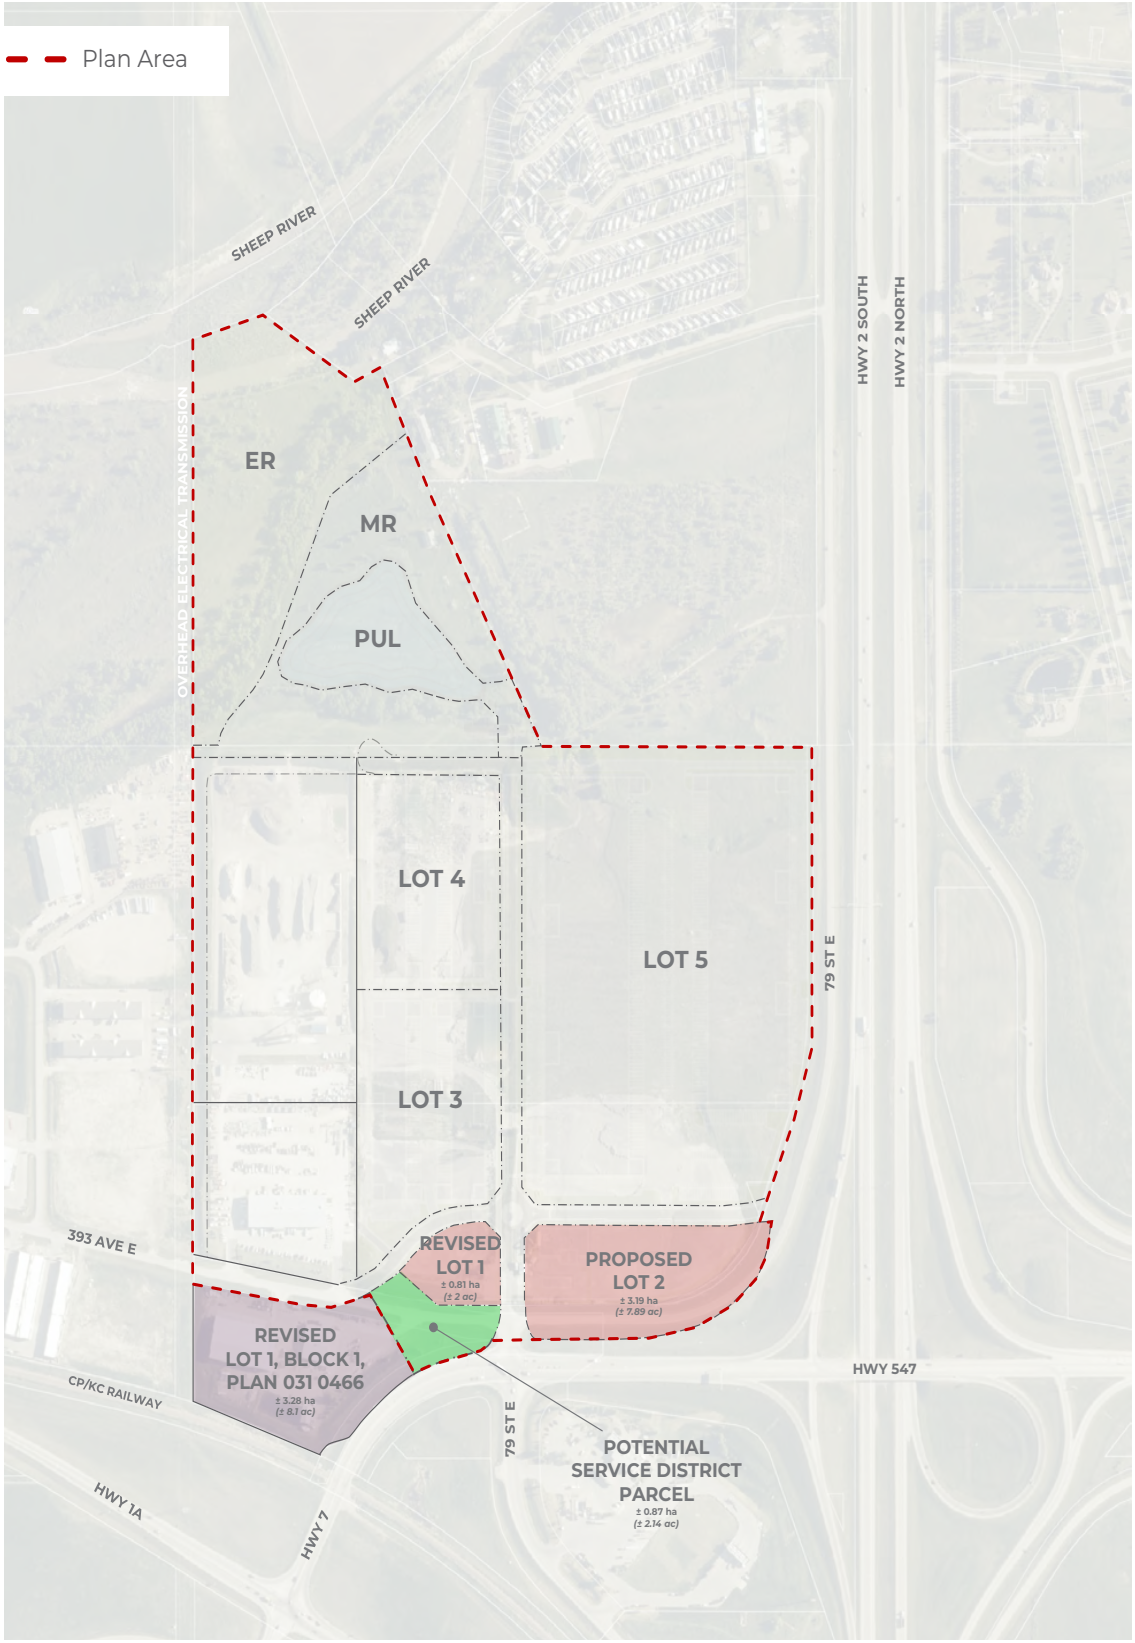 Plan Area
SHEEP RIVER
SHEEP RIVER
HWY 2 SOUTH
HWY 2 NORTH
OVERHEAD ELECTRICAL TRANSMISSION
ER
MR
PUL
LOT 4
LOT 5
79 ST E
LOT 3
393 AVE E
REVISED
LOT 1
± 0.81 ha
(± 2 ac)
PROPOSED
LOT 2
± 3.19 ha
(± 7.89 ac)
REVISED
LOT 1, BLOCK 1,
PLAN 031 0466
± 3.28 ha
(± 8.1 ac)
CP/KC RAILWAY
HWY 547
79 ST E
POTENTIAL
SERVICE DISTRICT
PARCEL
± 0.87 ha
(± 2.14 ac)
HWY 1A
HWY 7